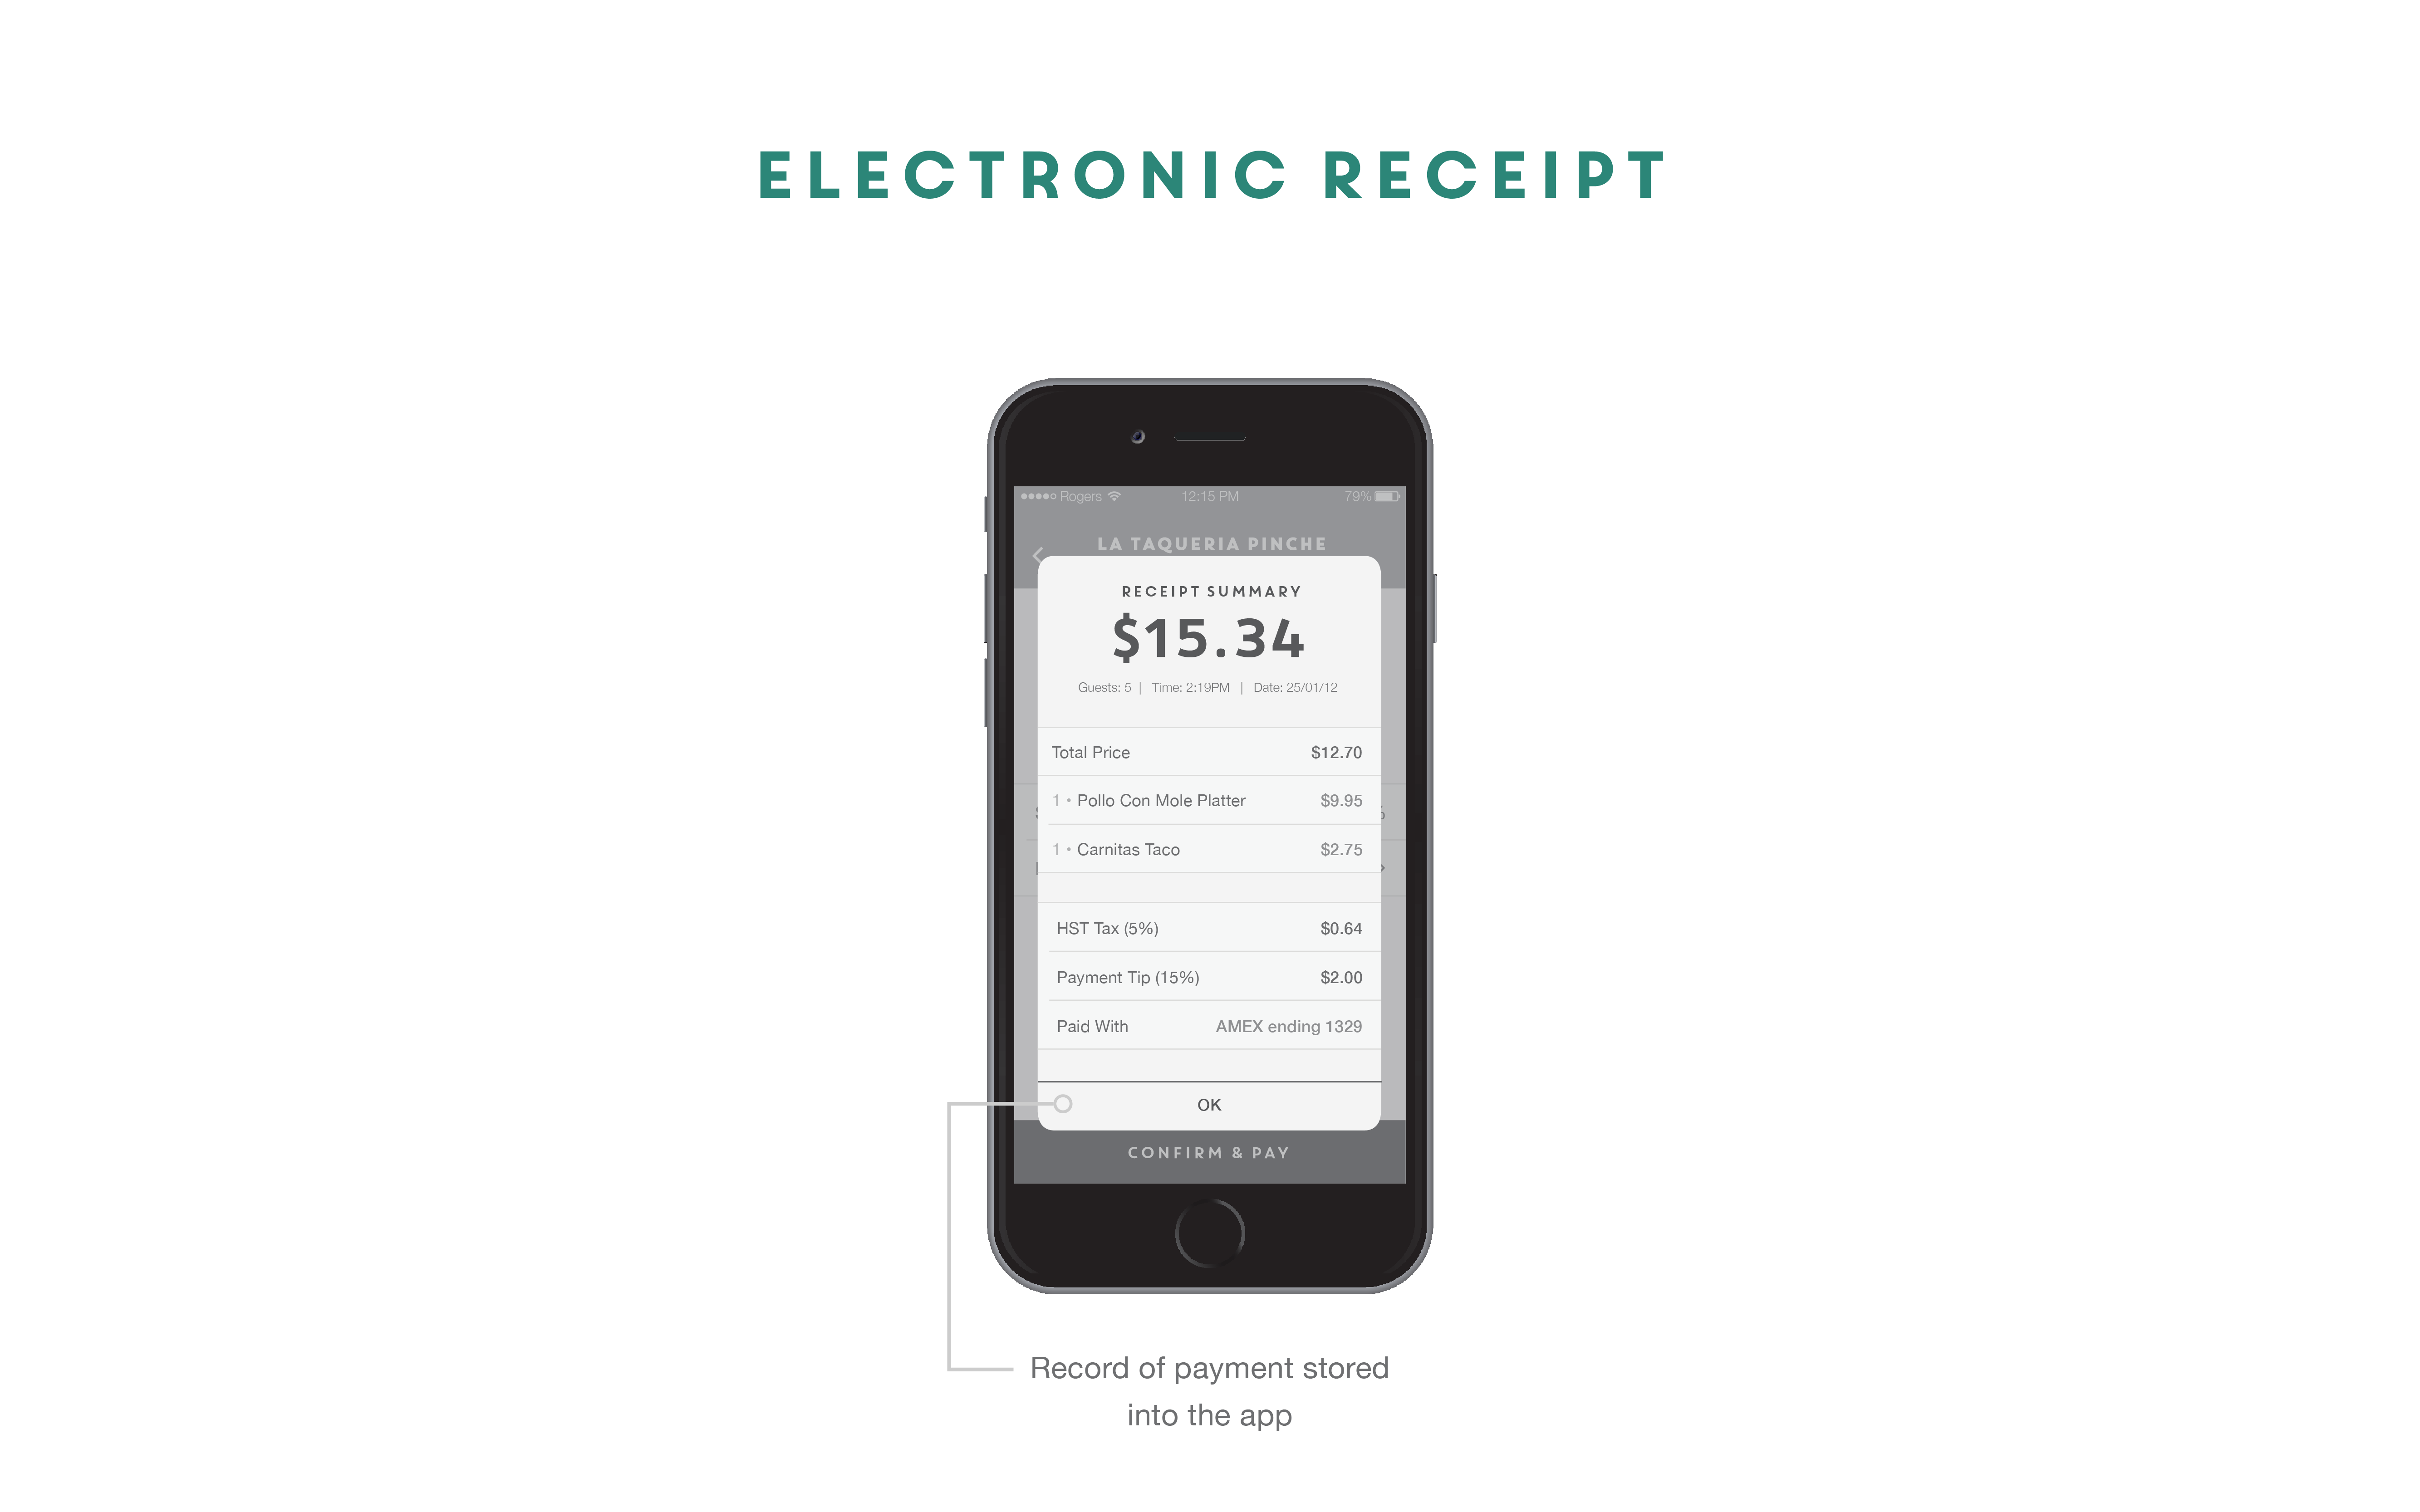 ELECTRONIC RECEIPT
Rogers 12:15 PM 79%
LA TAQUERIA PINCHE
RECEIPT SUMMARY
$15.34
Guests: 5 | Time: 2:19PM | Date: 25/01/12
Total Price $12.70
1 • Pollo Con Mole Platter $9.95
1 • Carnitas Taco $2.75
HST Tax (5%) $0.64
Payment Tip (15%) $2.00
Paid With AMEX ending 1329
OK
CONFIRM & PAY
Record of payment stored
into the app